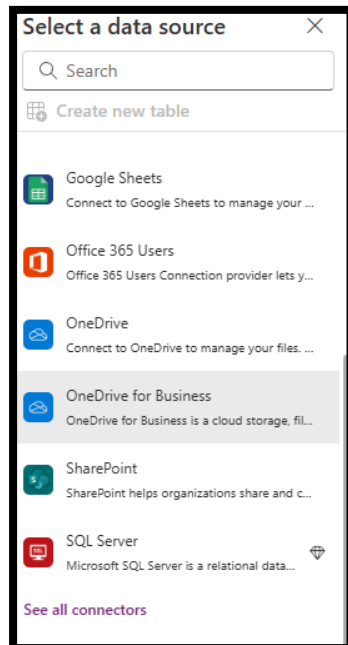 Select a data source
Search
Create new table
Google Sheets
Connect to Google Sheets to manage your ...
Office 365 Users
Office 365 Users Connection provider lets y...
OneDrive
Connect to OneDrive to manage your files. ...
OneDrive for Business
OneDrive for Business is a cloud storage, fil...
SharePoint
SharePoint helps organizations share and c...
SQL Server
Microsoft SQL Server is a relational data...
See all connectors